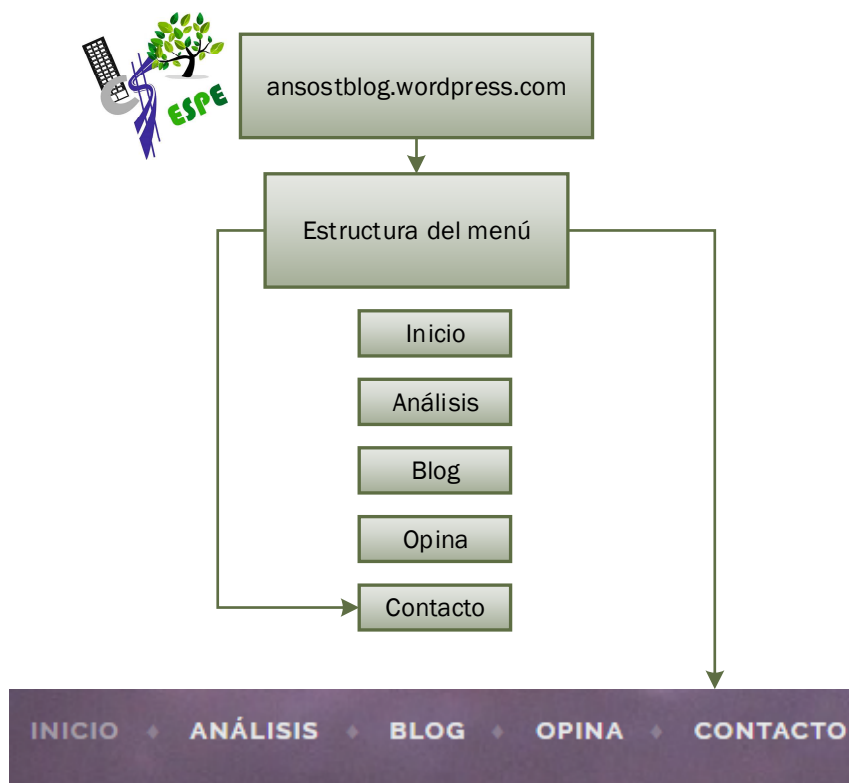 ESPE
ansostblog.wordpress.com
Estructura del menú
Inicio
Análisis
Blog
Opina
Contacto
INICIO ANÁLISIS BLOG OPINA CONTACTO